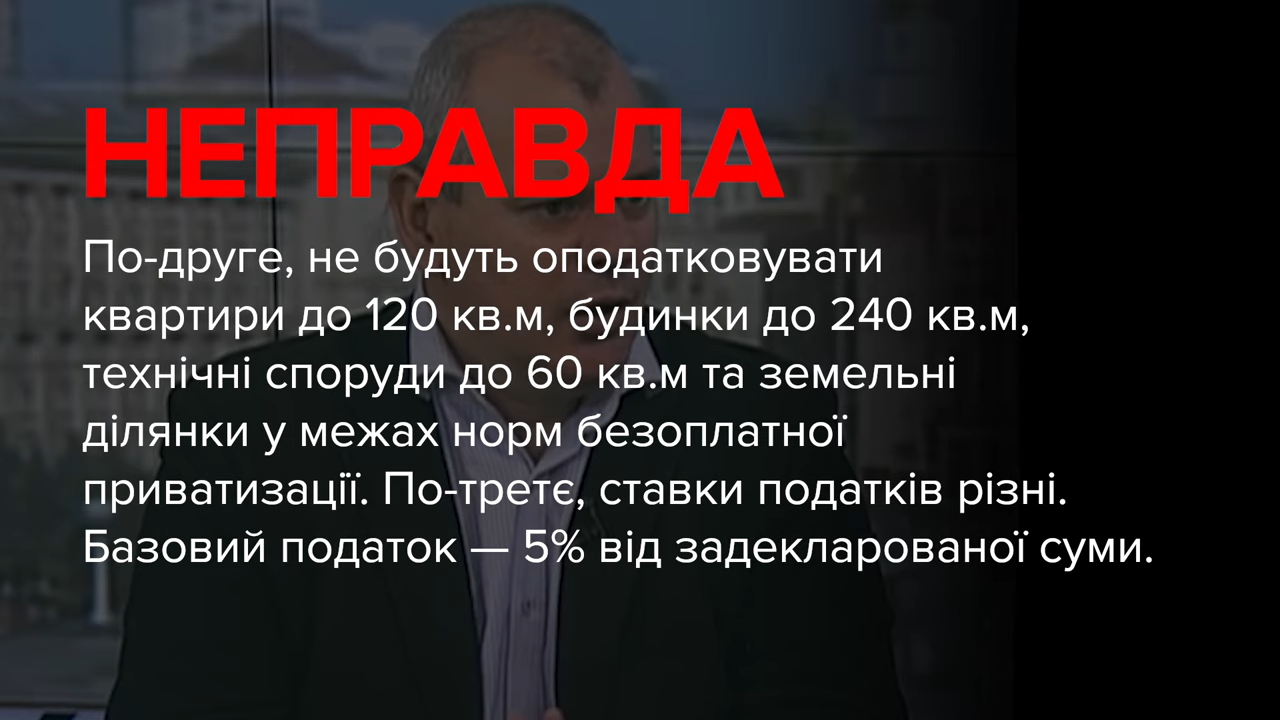 НЕПРАВДА
По-друге, не будуть оподатковувати
квартири до 120 кв.м, будинки до 240 кв.м,
технічні споруди до 60 кв.м та земельні
ділянки у межах норм безоплатної
приватизації. По-третє, ставки податків різні.
Базовий податок — 5% від задекларованої суми.